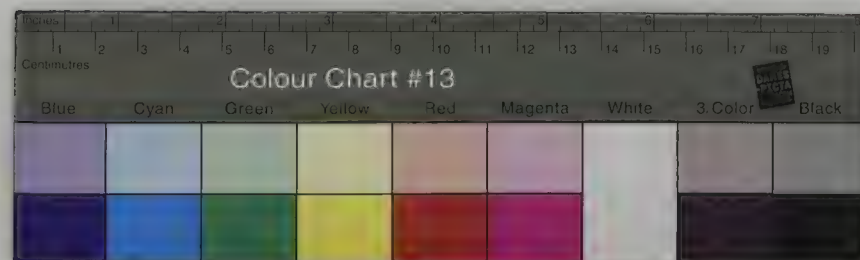 Inches 1 2 3 4 5 6 7
1 2 3 4 5 6 7 8 9 10 11 12 13 14 15 16 17 18 19
Centimetres
Colour Chart #13
Blue Cyan Green Yellow Red Magenta White 3.Color Black